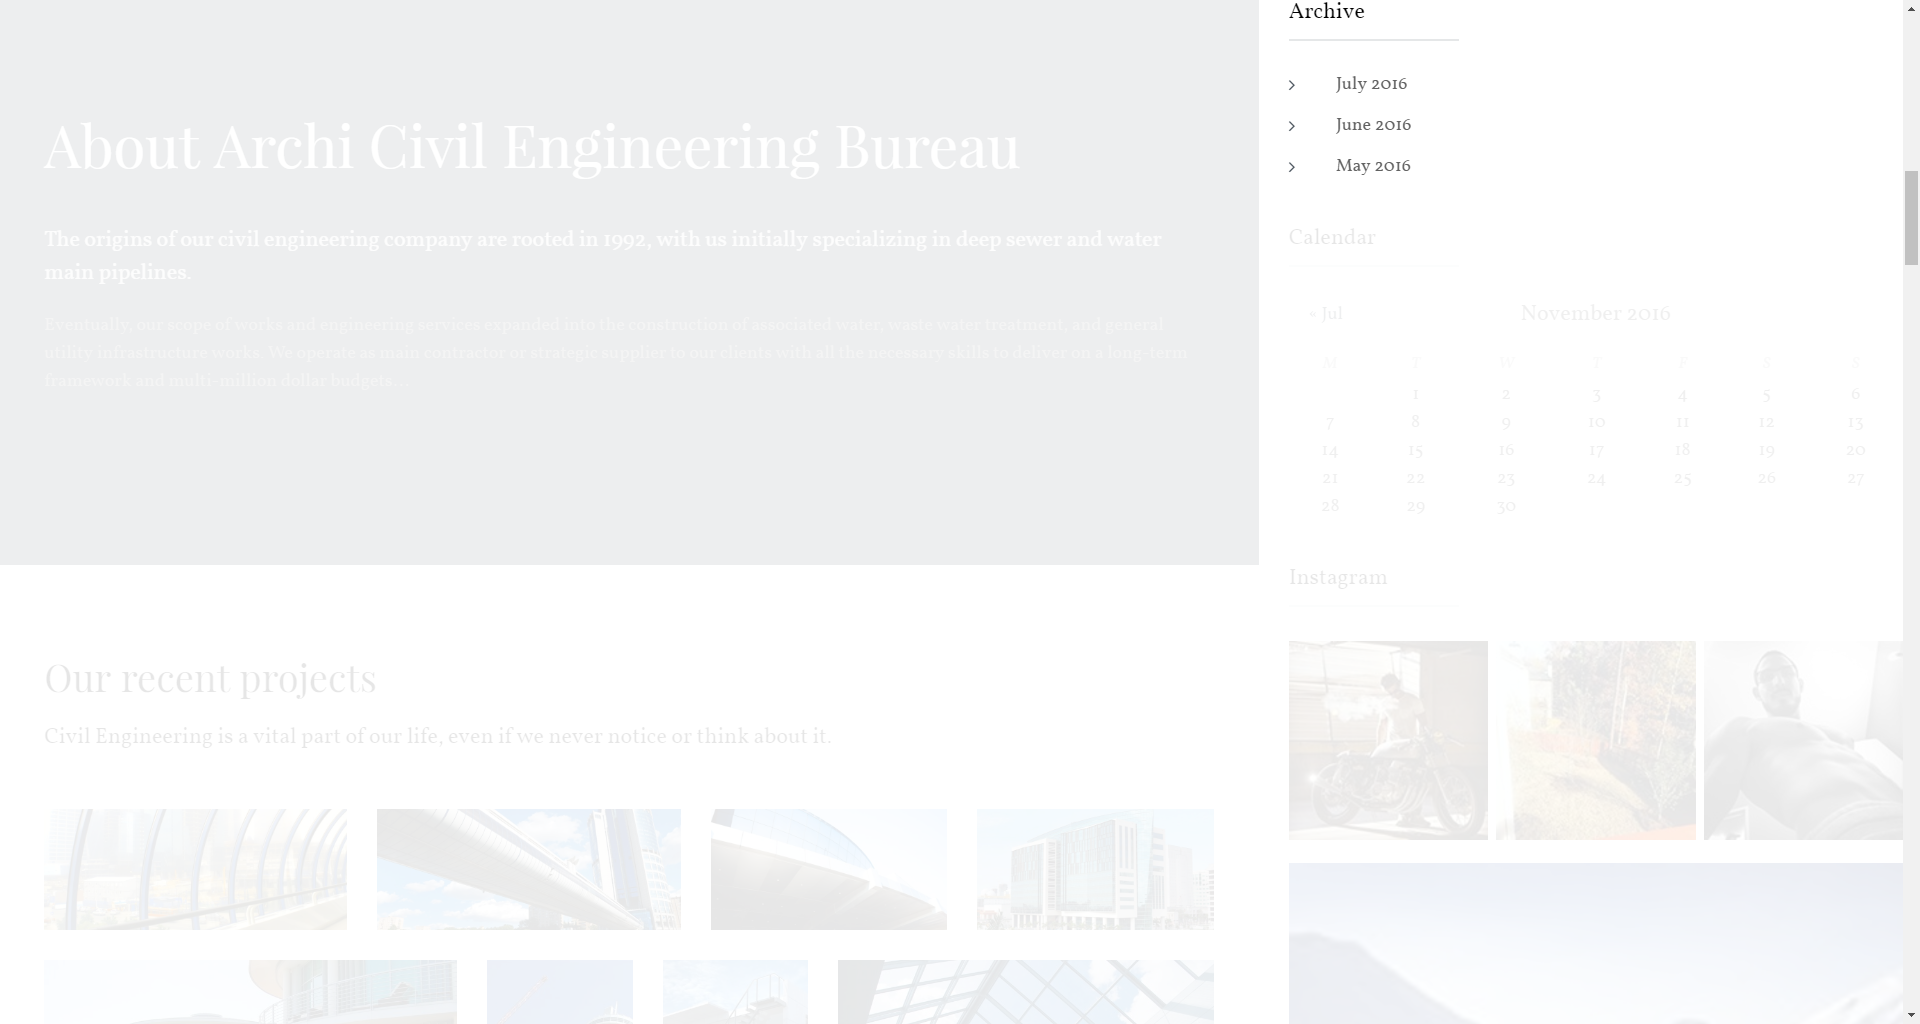 About Archi Civil Engineering Bureau
The origins of our civil engineering company are rooted in 1992, with us initially specializing in deep sewer and water
main pipelines.
Eventually, our scope of works and engineering services expanded into the construction of associated water, waste water treatment, and general
utility infrastructure works. We operate as main contractor or strategic supplier to our clients with all the necessary skills to deliver on a long-term
framework and multi-million dollar budgets...
Our recent projects
Civil Engineering is a vital part of our life, even if we never notice or think about it.
Archive
July 2016
June 2016
May 2016
Calendar
« Jul November 2016
M T W T F S S
1 2 3 4 5 6
7 8 9 10 11 12 13
14 15 16 17 18 19 20
21 22 23 24 25 26 27
28 29 30
Instagram